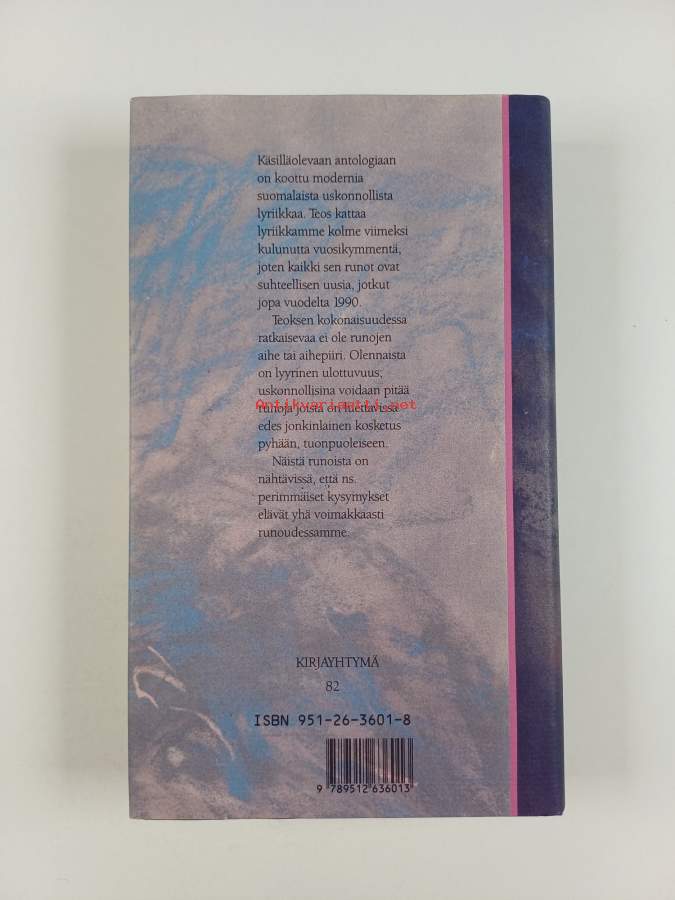 Käsilläolevaan antologiaan
on koottu modernia
suomalaista uskonnollista
lyriikkaa. Teos kattaa
lyriikkamme kolme viimeksi
kulunutta vuosikymmentä,
joten kaikki sen runot ovat
suhteellisen uusia, jotkut
jopa vuodelta 1990.
Teoksen kokonaisuudessa
ratkaisevaa ei ole runojen
aihe tai aihepiiri. Olennaista
on lyyrinen ulottuvuus;
uskonnollisina voidaan pitää
Antikvariaatti.net
runoja joista on luettavissa
edes jonkinlainen kosketus
pyhään, tuonpuoleiseen.
Näistä runoista on
nähtävissä, että ns.
perimmäiset kysymykset
elävät yhä voimakkaasti
runoudessamme.
KIRJAYHTYMÄ
82
ISBN 951-26-3601-8
9 789512 636013